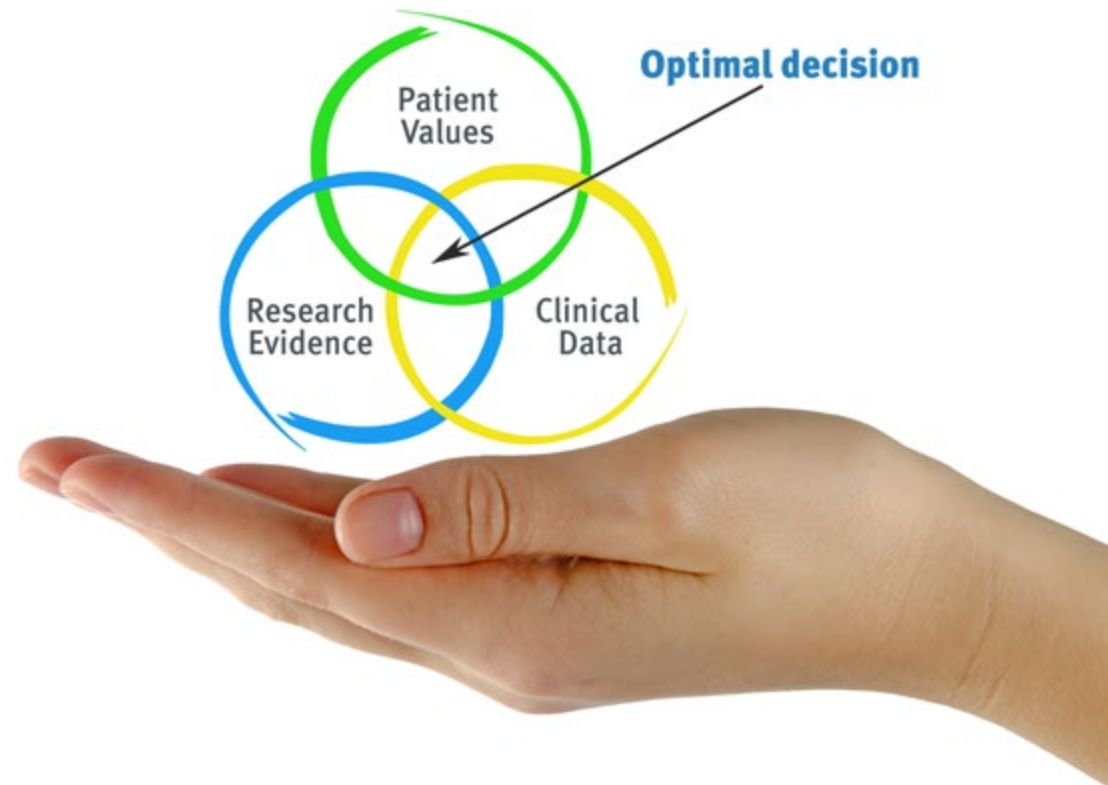 Optimal decision
Patient
Values
Research
Evidence
Clinical
Data